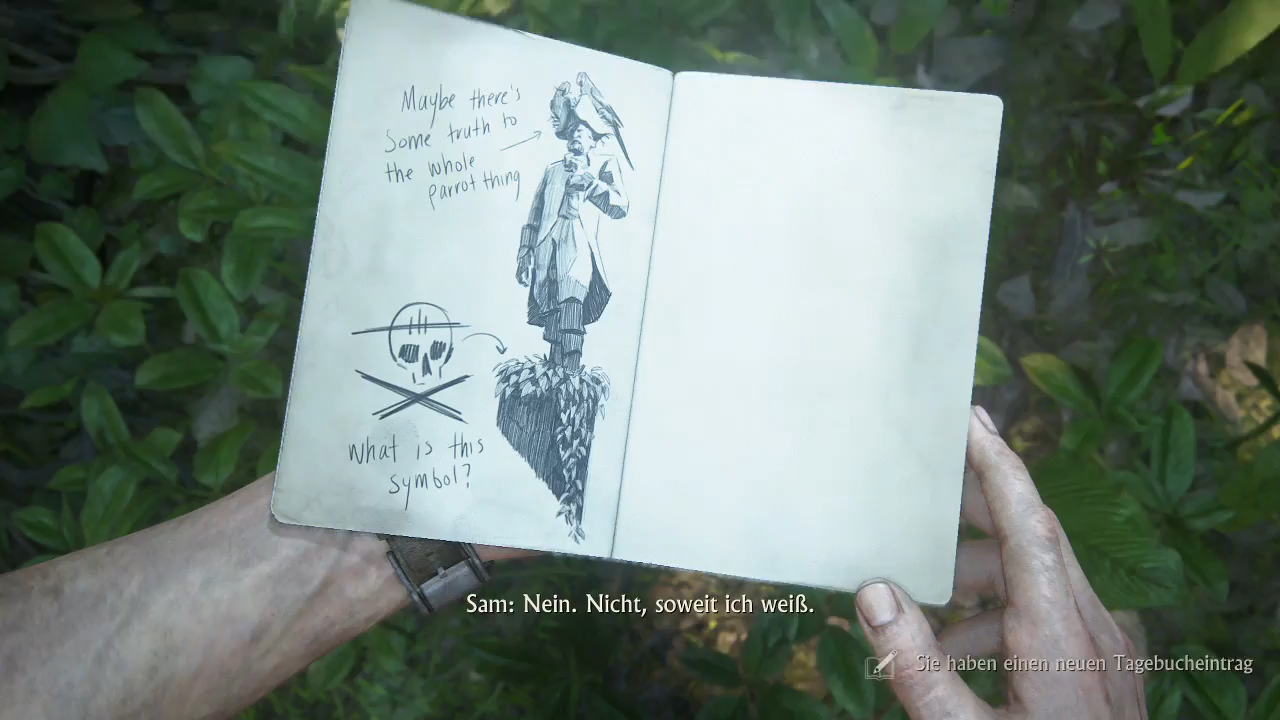 Maybe there's
some truth to
the whole
parrot thing
What is this
symbol?
Sam: Nein. Nicht, soweit ich weiß.
Sie haben einen neuen Tagebucheintrag